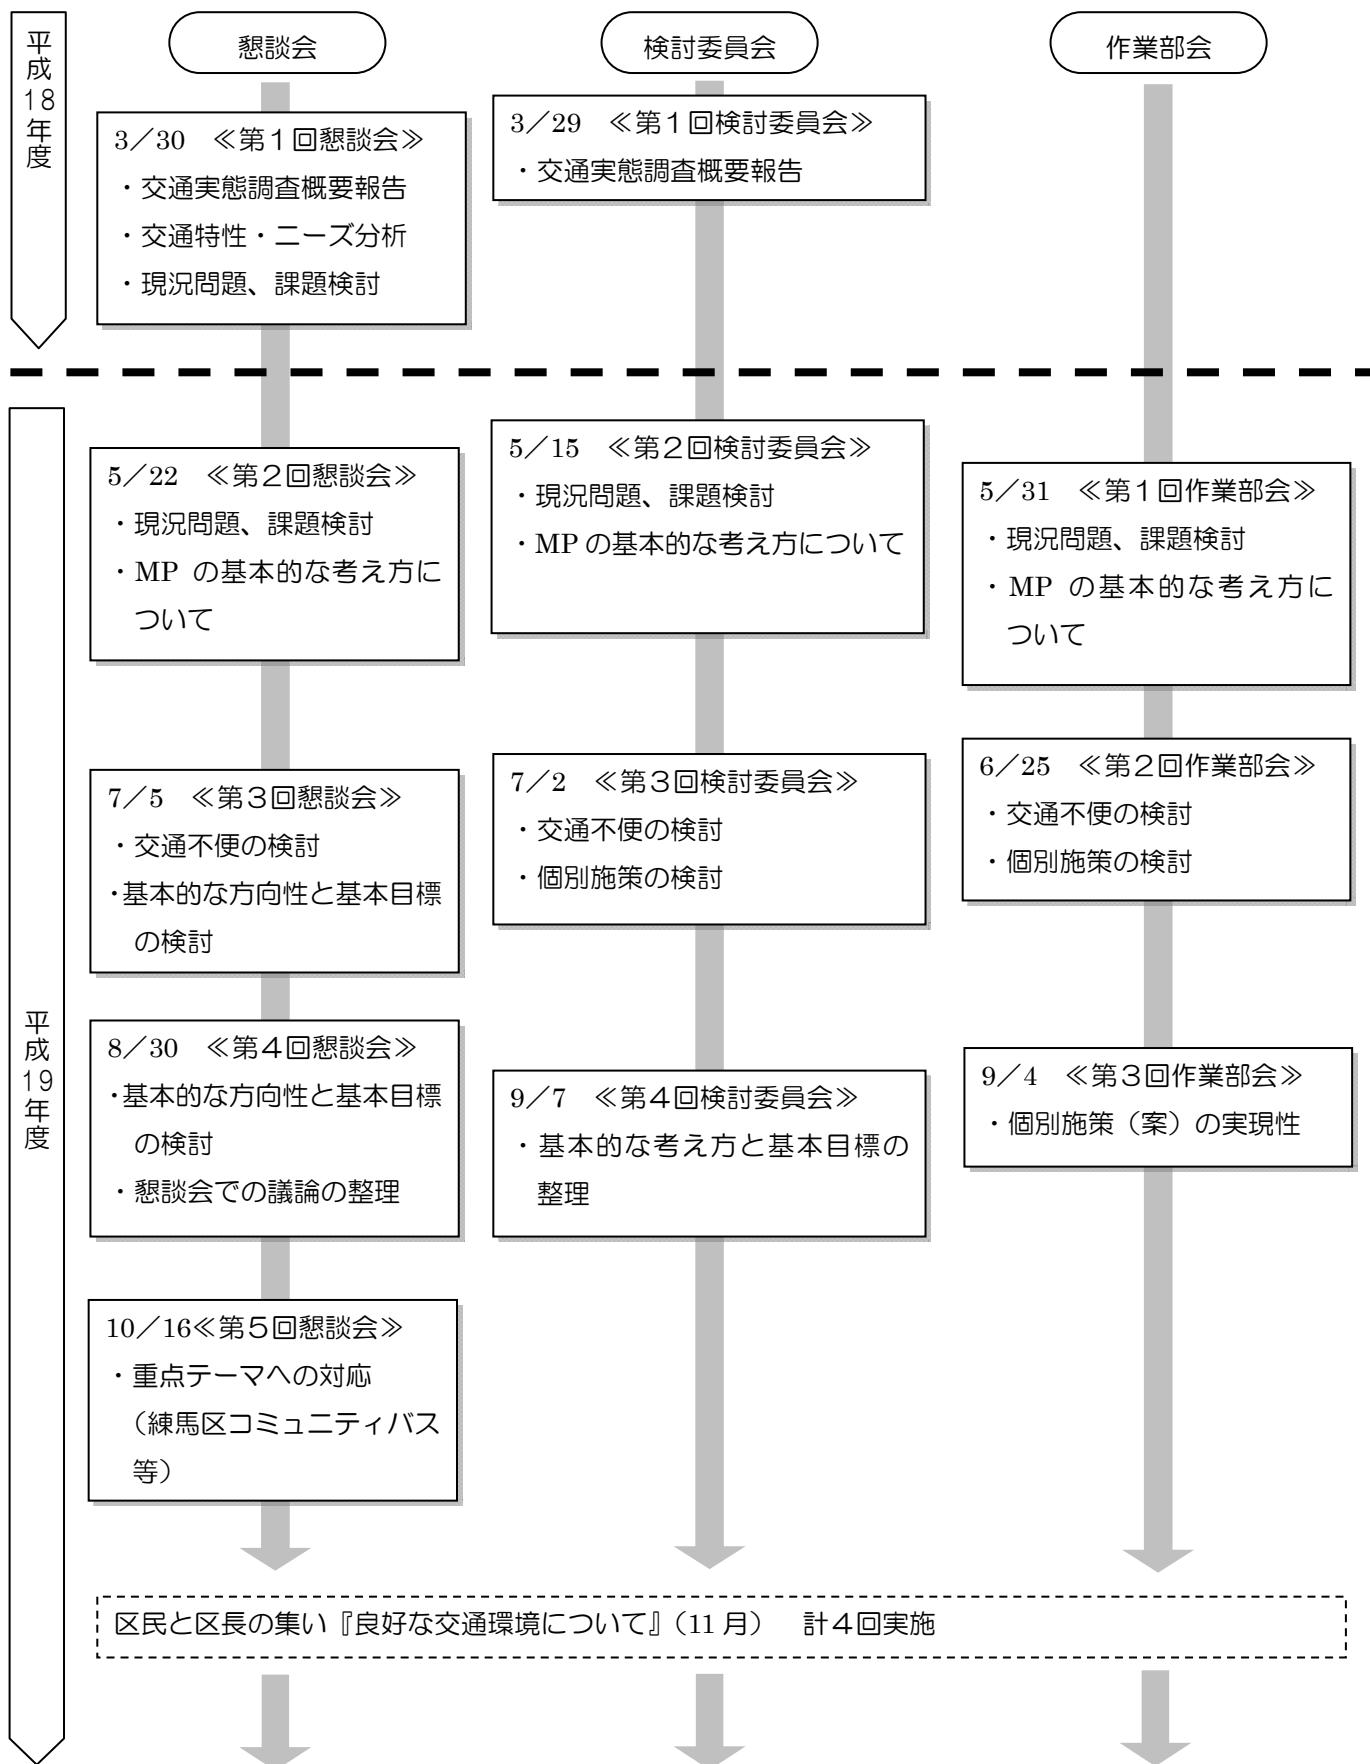 平成18年度
懇談会
検討委員会
作業部会
3／30　≪第１回懇談会≫
・交通実態調査概要報告
・交通特性・ニーズ分析
・現況問題、課題検討
3／29　≪第１回検討委員会≫
・交通実態調査概要報告
平成19年度
5／22　≪第２回懇談会≫
・現況問題、課題検討
・MP の基本的な考え方に
ついて
5／15　≪第２回検討委員会≫
・現況問題、課題検討
・MP の基本的な考え方について
5／31　≪第１回作業部会≫
・現況問題、課題検討
・MP の基本的な考え方に
ついて
7／5　≪第３回懇談会≫
・交通不便の検討
・基本的な方向性と基本目標
の検討
7／2　≪第３回検討委員会≫
・交通不便の検討
・個別施策の検討
6／25　≪第２回作業部会≫
・交通不便の検討
・個別施策の検討
8／30　≪第４回懇談会≫
・基本的な方向性と基本目標
の検討
・懇談会での議論の整理
9／7　≪第４回検討委員会≫
・基本的な考え方と基本目標の
整理
9／4　≪第３回作業部会≫
・個別施策（案）の実現性
10／16≪第５回懇談会≫
・重点テーマへの対応
（練馬区コミュニティバス
等）
区民と区長の集い『良好な交通環境について』（11 月）　計４回実施